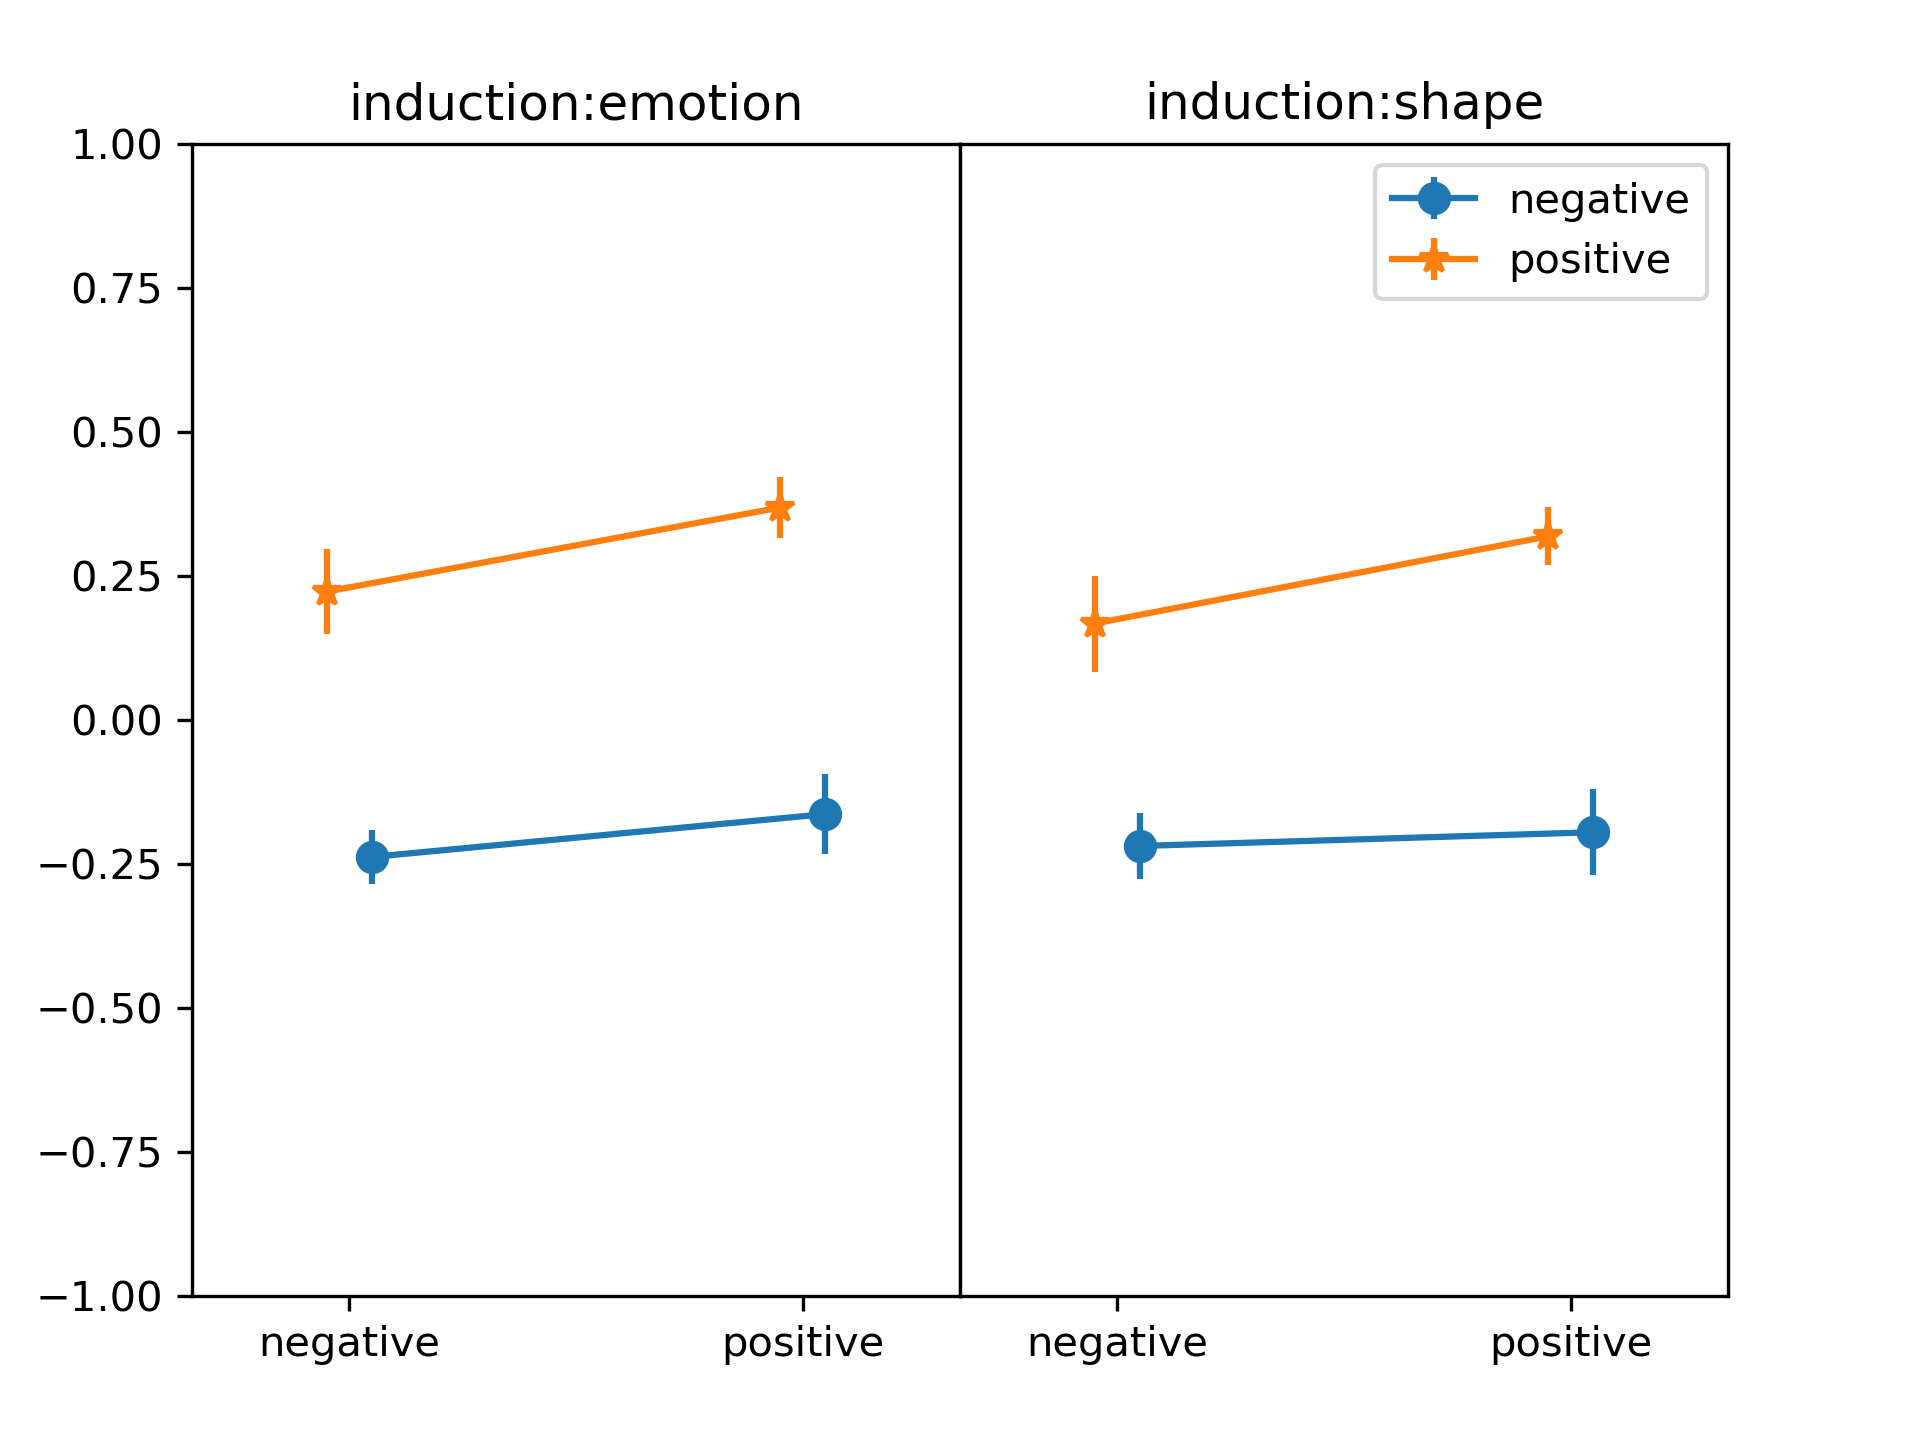 induction:emotion
induction:shape
1.00
0.75
0.50
0.25
0.00
−0.25
−0.50
−0.75
−1.00
negative
positive
negative
positive
negative
positive